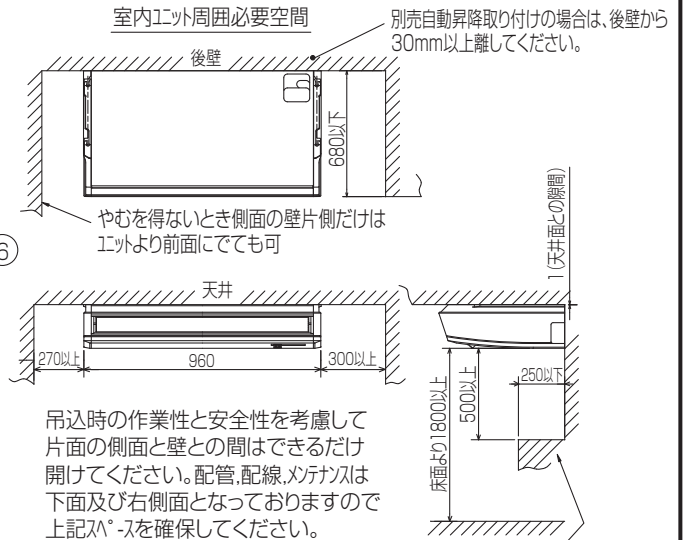 室内ユニット周囲必要空間
別売自動昇降取り付けの場合は、後壁から
30mm以上離してください。
後壁
680以下
やむを得ないとき側面の壁片側だけは
ユニットより前面にでても可
6
1(天井面との隙間)
天井
270以上
960
300以上
床面より1800以上
500以上
250以下
吊込時の作業性と安全性を考慮して
片面の側面と壁との間はできるだけ
開けてください。配管,配線,メンテナンスは
下面及び右側面となっておりますので
上記スペースを確保してください。